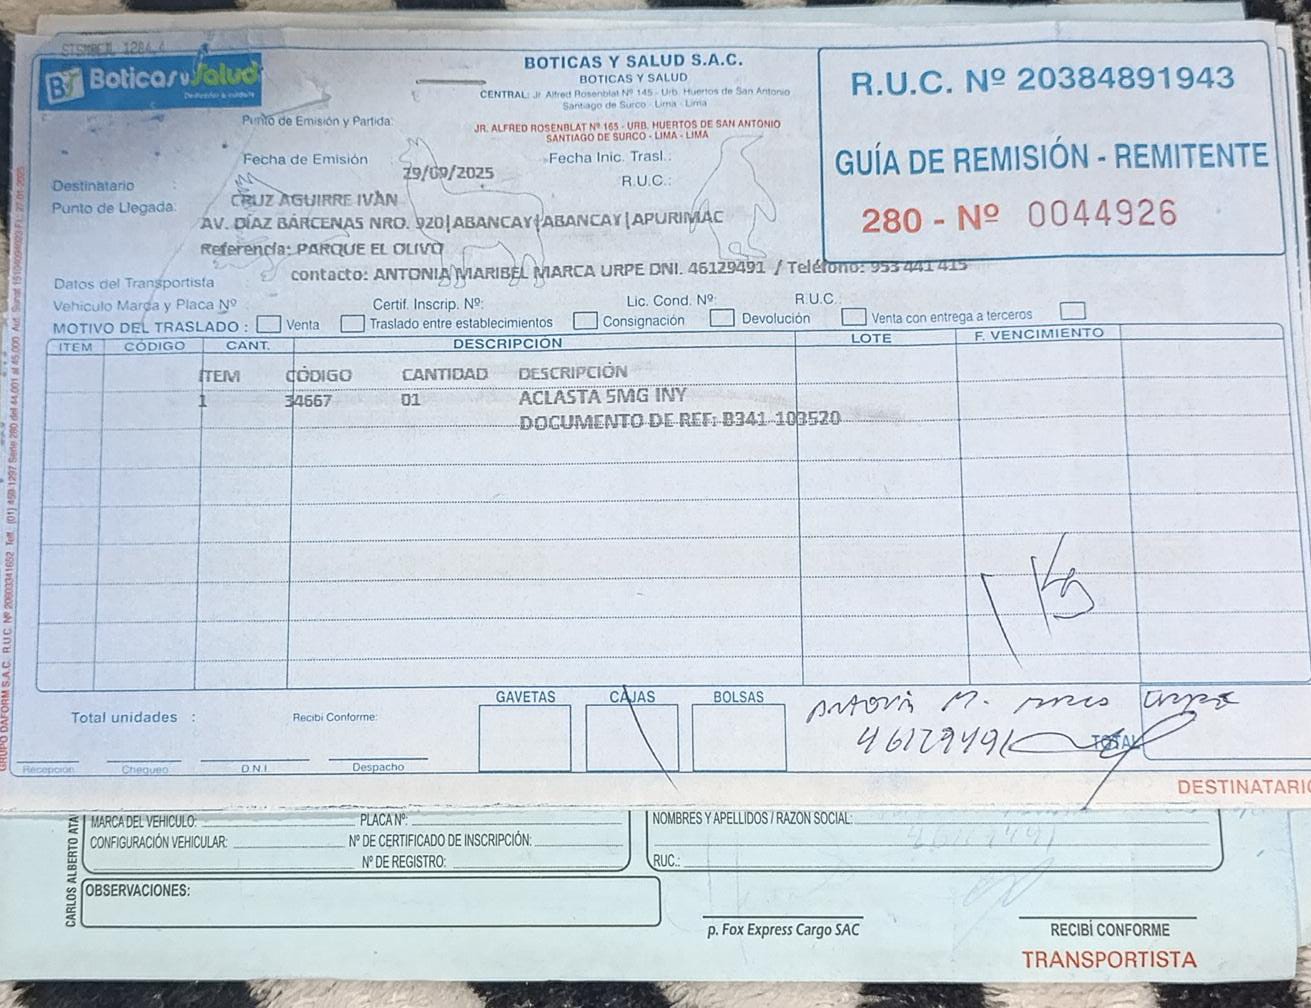 SISMBCM 1284.4
Boticas y Salud
Dedicados a cuidarte
BOTICAS Y SALUD S.A.C.
BOTICAS Y SALUD
CENTRAL: Jr. Alfred Rosenblat Nº 145 - Urb. Huertos de San Antonio
Santiago de Surco - Lima - Lima
Punto de Emisión y Partida:
JR. ALFRED ROSENBLAT Nº 165 - URB. HUERTOS DE SAN ANTONIO
SANTIAGO DE SURCO - LIMA - LIMA
R.U.C. Nº 20384891943
GUÍA DE REMISIÓN - REMITENTE
280 - Nº 0044926
Fecha de Emisión
29/09/2025
Fecha Inic. Trasl.:
Destinatario :
CRUZ AGUIRRE IVÁN
R.U.C.:
Punto de Llegada:
AV. DÍAZ BÁRCENAS NRO. 920|ABANCAY|ABANCAY|APURIMAC
Referencia: PARQUE EL OLIVO
contacto: ANTONIA MARIBEL MARCA URPE DNI. 46129491 / Teléfono: 953 441 415
Datos del Transportista
Vehiculo Marca y Placa Nº
Certif. Inscrip. Nº:
Lic. Cond. Nº:
R.U.C.:
MOTIVO DEL TRASLADO :
Venta
Traslado entre establecimientos
Consignación
Devolución
Venta con entrega a terceros
ITEM CÓDIGO CANT. DESCRIPCIÓN LOTE F. VENCIMIENTO
ITEM CÓDIGO CANTIDAD DESCRIPCIÓN
1 34667 01 ACLASTA 5MG INY
DOCUMENTO DE REF: B341-103520
GAVETAS CAJAS BOLSAS
Total unidades :
Recibí Conforme:
46129491
TOTAL
Recepción Chequeo D.N.I. Despacho
DESTINATARIO
MARCA DEL VEHICULO: PLACA Nº:
CONFIGURACIÓN VEHICULAR: Nº DE CERTIFICADO DE INSCRIPCIÓN:
Nº DE REGISTRO:
NOMBRES Y APELLIDOS / RAZON SOCIAL:
RUC.:
OBSERVACIONES:
CARLOS ALBERTO ATA
p. Fox Express Cargo SAC
RECIBÍ CONFORME
TRANSPORTISTA